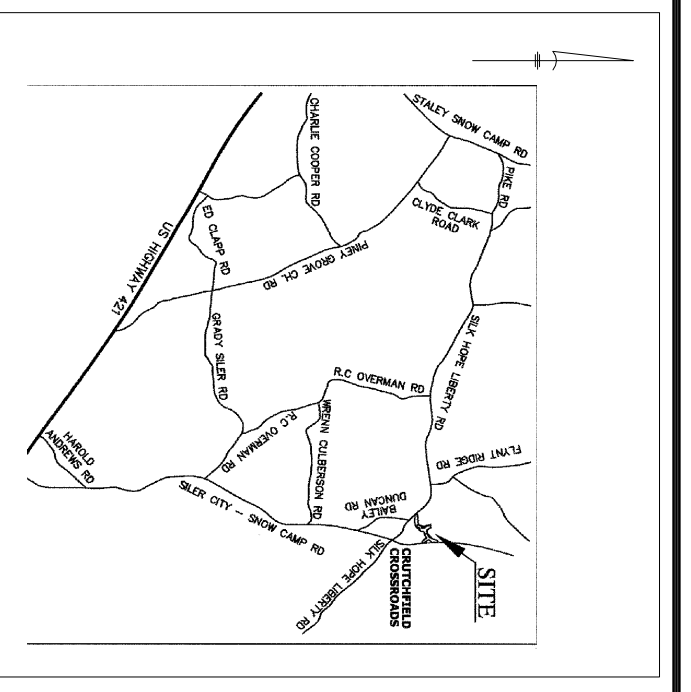 STALEY SNOW CAMP RD
CHARLIE COOPER RD
PIKE RD
CLYDE CLARK
ROAD
ED CLAPP RD
US HIGHWAY 421
PINEY GROVE CH. RD
GRADY SILER RD
SILK HOPE LIBERTY RD
R.C OVERMAN RD
WRENN CULBERSON RD
R.C OVERMAN RD
HAROLD
ANDREWS RD
FLYNT RIDGE RD
BAILEY
DUNCAN RD
SILER CITY -- SNOW CAMP RD
SILK HOPE LIBERTY RD
CRUTCHFIELD
CROSSROADS
SITE